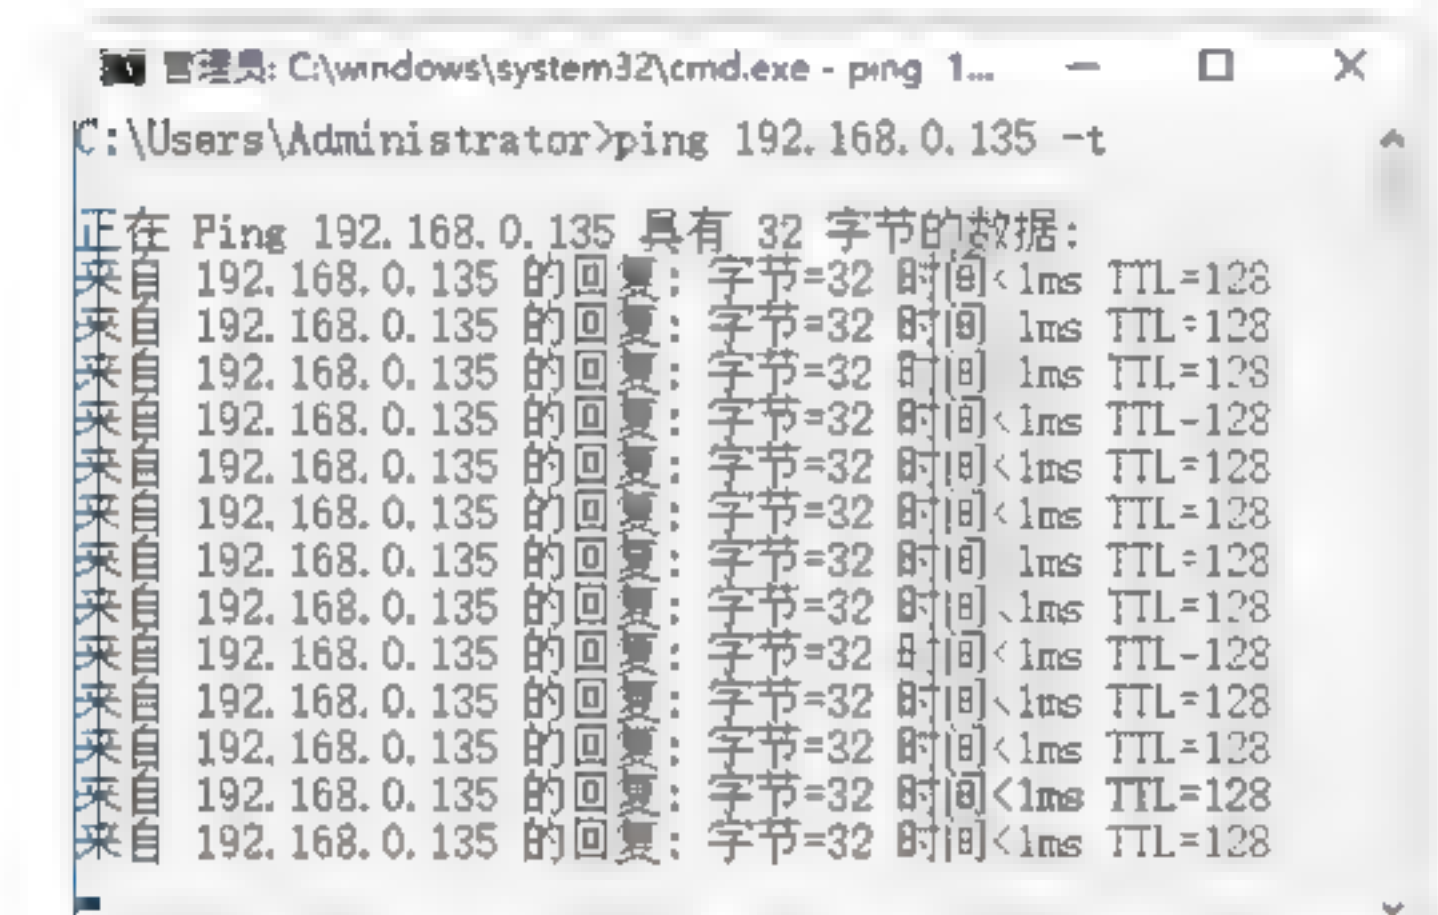 管理员: C:\windows\system32\cmd.exe - ping 1...
C:\Users\Administrator>ping 192.168.0.135 -t
正在 Ping 192.168.0.135 具有 32 字节的数据:
来自 192.168.0.135 的回复: 字节=32 时间<1ms TTL=128
来自 192.168.0.135 的回复: 字节=32 时间 1ms TTL=128
来自 192.168.0.135 的回复: 字节=32 时间 1ms TTL=128
来自 192.168.0.135 的回复: 字节=32 时间<1ms TTL=128
来自 192.168.0.135 的回复: 字节=32 时间<1ms TTL=128
来自 192.168.0.135 的回复: 字节=32 时间<1ms TTL=128
来自 192.168.0.135 的回复: 字节=32 时间 1ms TTL=128
来自 192.168.0.135 的回复: 字节=32 时间<1ms TTL=128
来自 192.168.0.135 的回复: 字节=32 时间<1ms TTL=128
来自 192.168.0.135 的回复: 字节=32 时间<1ms TTL=128
来自 192.168.0.135 的回复: 字节=32 时间<1ms TTL=128
来自 192.168.0.135 的回复: 字节=32 时间<1ms TTL=128
来自 192.168.0.135 的回复: 字节=32 时间<1ms TTL=128